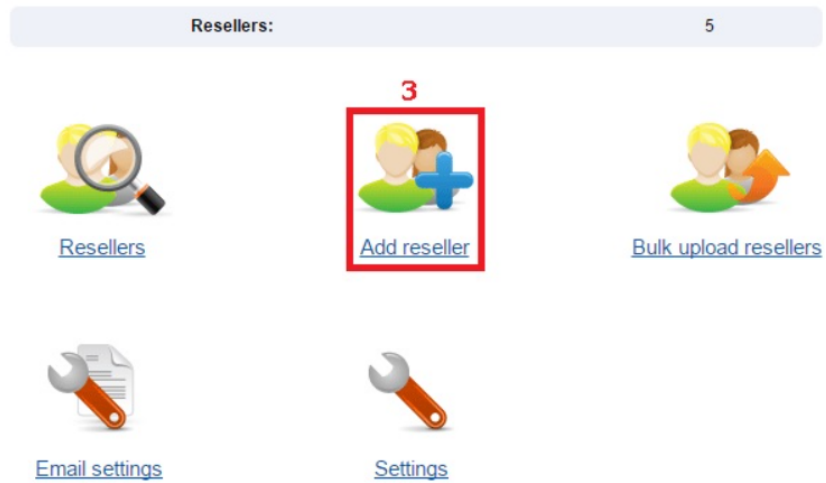 Resellers: 5
3
Resellers
Add reseller
Bulk upload resellers
Email settings
Settings